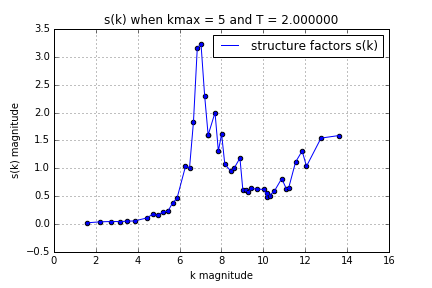 s(k) when kmax = 5 and T = 2.000000
structure factors s(k)
s(k) magnitude
3.5
3.0
2.5
2.0
1.5
1.0
0.5
0.0
−0.5
0 2 4 6 8 10 12 14 16
k magnitude